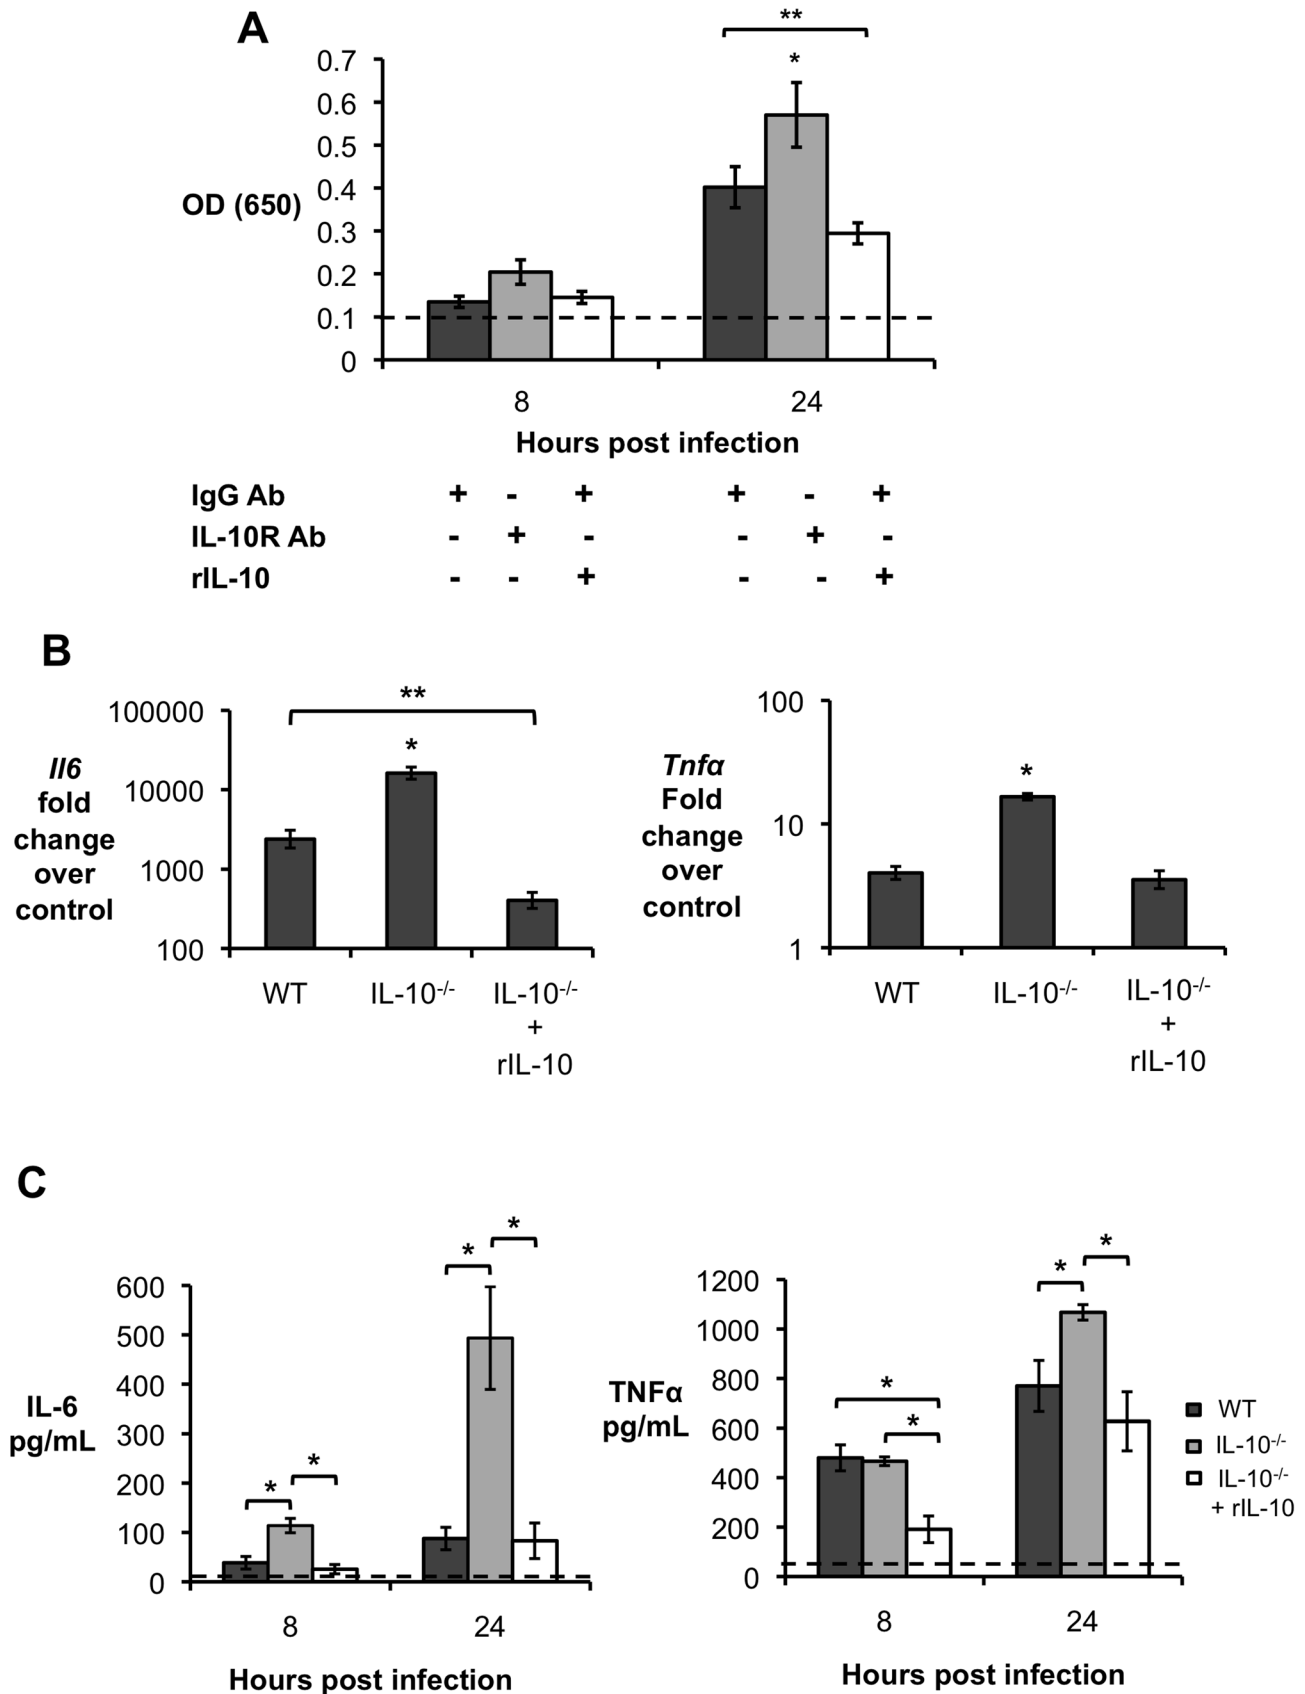 A
**
*
0.7
0.6
0.5
0.4
0.3
0.2
0.1
0
OD (650)
8 24
Hours post infection
IgG Ab + - + + - +
IL-10R Ab - + - - + -
rIL-10 - - + - - +
B
**
*
100000
10000
1000
100
Il6
fold
change
over
control
WT IL-10-/- IL-10-/-
+
rIL-10
*
100
10
1
Tnfα
Fold
change
over
control
WT IL-10-/- IL-10-/-
+
rIL-10
C
* * * *
600
500
400
300
200
100
0
IL-6
pg/mL
8 24
Hours post infection
* * * *
1200
1000
800
600
400
200
0
TNFα
pg/mL
8 24
Hours post infection
WT
IL-10-/-
IL-10-/-
+ rIL-10